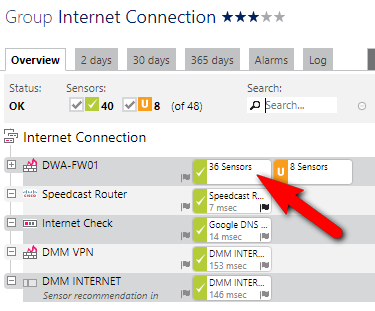 Group Internet Connection
Overview 2 days 30 days 365 days Alarms Log
Status: Sensors: Search:
OK 40 U 8 (of 48) Search...
Internet Connection
DWA-FW01 36 Sensors U 8 Sensors
Speedcast Router Speedcast R...
7 msec
Internet Check Google DNS ...
14 msec
DMM VPN DMM INTER...
153 msec
DMM INTERNET DMM INTER...
Sensor recommendation in 146 msec